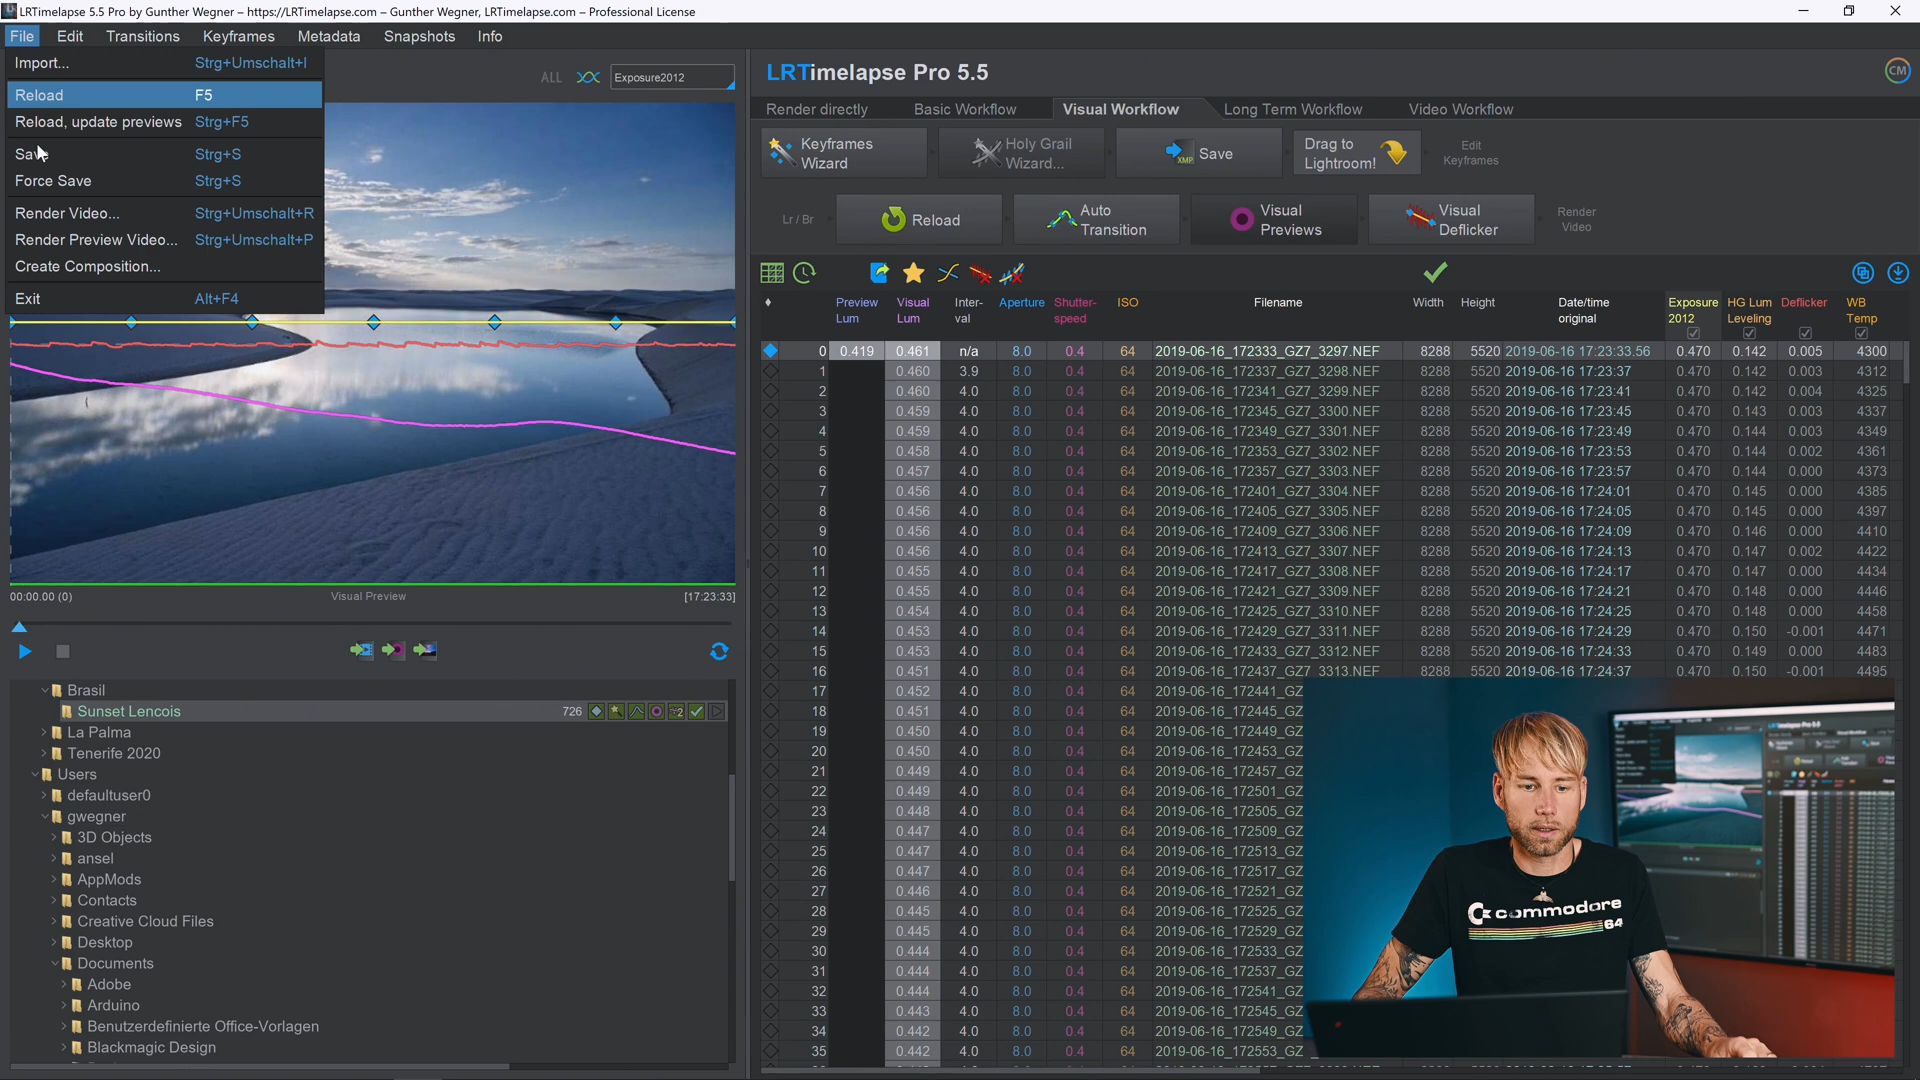 LRTimelapse 5.5 Pro by Gunther Wegner – https://LRTimelapse.com – Gunther Wegner, LRTimelapse.com – Professional License
File Edit Transitions Keyframes Metadata Snapshots Info
Import... Strg+Umschalt+I
Reload F5
Reload, update previews Strg+F5
Save Strg+S
Force Save Strg+S
Render Video... Strg+Umschalt+R
Render Preview Video... Strg+Umschalt+P
Create Composition...
Exit Alt+F4
ALL Exposure2012
00:00.00 (0) Visual Preview [17:23:33]
Brasil
Sunset Lencois 726 2
La Palma
Tenerife 2020
Users
defaultuser0
gwegner
3D Objects
ansel
AppMods
Contacts
Creative Cloud Files
Desktop
Documents
Adobe
Arduino
Benutzerdefinierte Office-Vorlagen
Blackmagic Design
LRTimelapse Pro 5.5
CM
Render directly Basic Workflow Visual Workflow Long Term Workflow Video Workflow
Keyframes Wizard
Holy Grail Wizard...
XMP Save
Drag to Lightroom!
Edit Keyframes
Lr / Br
Reload
Auto Transition
Visual Previews
Visual Deflicker
Render Video
Preview Lum Visual Lum Inter-val Aperture Shutter-speed ISO Filename Width Height Date/time original Exposure 2012 HG Lum Leveling Deflicker WB Temp
0 0.419 0.461 n/a 8.0 0.4 64 2019-06-16_172333_GZ7_3297.NEF 8288 5520 2019-06-16 17:23:33.56 0.470 0.142 0.005 4300
1 0.460 3.9 8.0 0.4 64 2019-06-16_172337_GZ7_3298.NEF 8288 5520 2019-06-16 17:23:37 0.470 0.142 0.003 4312
2 0.460 4.0 8.0 0.4 64 2019-06-16_172341_GZ7_3299.NEF 8288 5520 2019-06-16 17:23:41 0.470 0.142 0.004 4325
3 0.459 4.0 8.0 0.4 64 2019-06-16_172345_GZ7_3300.NEF 8288 5520 2019-06-16 17:23:45 0.470 0.143 0.003 4337
4 0.459 4.0 8.0 0.4 64 2019-06-16_172349_GZ7_3301.NEF 8288 5520 2019-06-16 17:23:49 0.470 0.144 0.003 4349
5 0.458 4.0 8.0 0.4 64 2019-06-16_172353_GZ7_3302.NEF 8288 5520 2019-06-16 17:23:53 0.470 0.144 0.002 4361
6 0.457 4.0 8.0 0.4 64 2019-06-16_172357_GZ7_3303.NEF 8288 5520 2019-06-16 17:23:57 0.470 0.144 0.000 4373
7 0.456 4.0 8.0 0.4 64 2019-06-16_172401_GZ7_3304.NEF 8288 5520 2019-06-16 17:24:01 0.470 0.145 0.000 4385
8 0.456 4.0 8.0 0.4 64 2019-06-16_172405_GZ7_3305.NEF 8288 5520 2019-06-16 17:24:05 0.470 0.145 0.000 4397
9 0.456 4.0 8.0 0.4 64 2019-06-16_172409_GZ7_3306.NEF 8288 5520 2019-06-16 17:24:09 0.470 0.146 0.000 4410
10 0.456 4.0 8.0 0.4 64 2019-06-16_172413_GZ7_3307.NEF 8288 5520 2019-06-16 17:24:13 0.470 0.147 0.002 4422
11 0.455 4.0 8.0 0.4 64 2019-06-16_172417_GZ7_3308.NEF 8288 5520 2019-06-16 17:24:17 0.470 0.147 0.000 4434
12 0.455 4.0 8.0 0.4 64 2019-06-16_172421_GZ7_3309.NEF 8288 5520 2019-06-16 17:24:21 0.470 0.148 0.000 4446
13 0.454 4.0 8.0 0.4 64 2019-06-16_172425_GZ7_3310.NEF 8288 5520 2019-06-16 17:24:25 0.470 0.148 0.000 4458
14 0.453 4.0 8.0 0.4 64 2019-06-16_172429_GZ7_3311.NEF 8288 5520 2019-06-16 17:24:29 0.470 0.150 -0.001 4471
15 0.453 4.0 8.0 0.4 64 2019-06-16_172433_GZ7_3312.NEF 8288 5520 2019-06-16 17:24:33 0.470 0.149 0.000 4483
16 0.451 4.0 8.0 0.4 64 2019-06-16_172437_GZ7_3313.NEF 8288 5520 2019-06-16 17:24:37 0.470 0.150 -0.001 4495
17 0.452 4.0 8.0 0.4 64 2019-06-16_172441_GZ
18 0.451 4.0 8.0 0.4 64 2019-06-16_172445_GZ
19 0.450 4.0 8.0 0.4 64 2019-06-16_172449_GZ
20 0.450 4.0 8.0 0.4 64 2019-06-16_172453_GZ
21 0.449 4.0 8.0 0.4 64 2019-06-16_172457_GZ
22 0.449 4.0 8.0 0.4 64 2019-06-16_172501_GZ
23 0.448 4.0 8.0 0.4 64 2019-06-16_172505_GZ
24 0.447 4.0 8.0 0.4 64 2019-06-16_172509_GZ
25 0.447 4.0 8.0 0.4 64 2019-06-16_172513_GZ
26 0.447 4.0 8.0 0.4 64 2019-06-16_172517_GZ
27 0.446 4.0 8.0 0.4 64 2019-06-16_172521_GZ
28 0.445 4.0 8.0 0.4 64 2019-06-16_172525_GZ
29 0.445 4.0 8.0 0.4 64 2019-06-16_172529_GZ
30 0.444 4.0 8.0 0.4 64 2019-06-16_172533_GZ
31 0.444 4.0 8.0 0.4 64 2019-06-16_172537_GZ
32 0.444 4.0 8.0 0.4 64 2019-06-16_172541_GZ
33 0.443 4.0 8.0 0.4 64 2019-06-16_172545_GZ
34 0.442 4.0 8.0 0.4 64 2019-06-16_172549_GZ
35 0.442 4.0 8.0 0.4 64 2019-06-16_172553_GZ
commodore
64